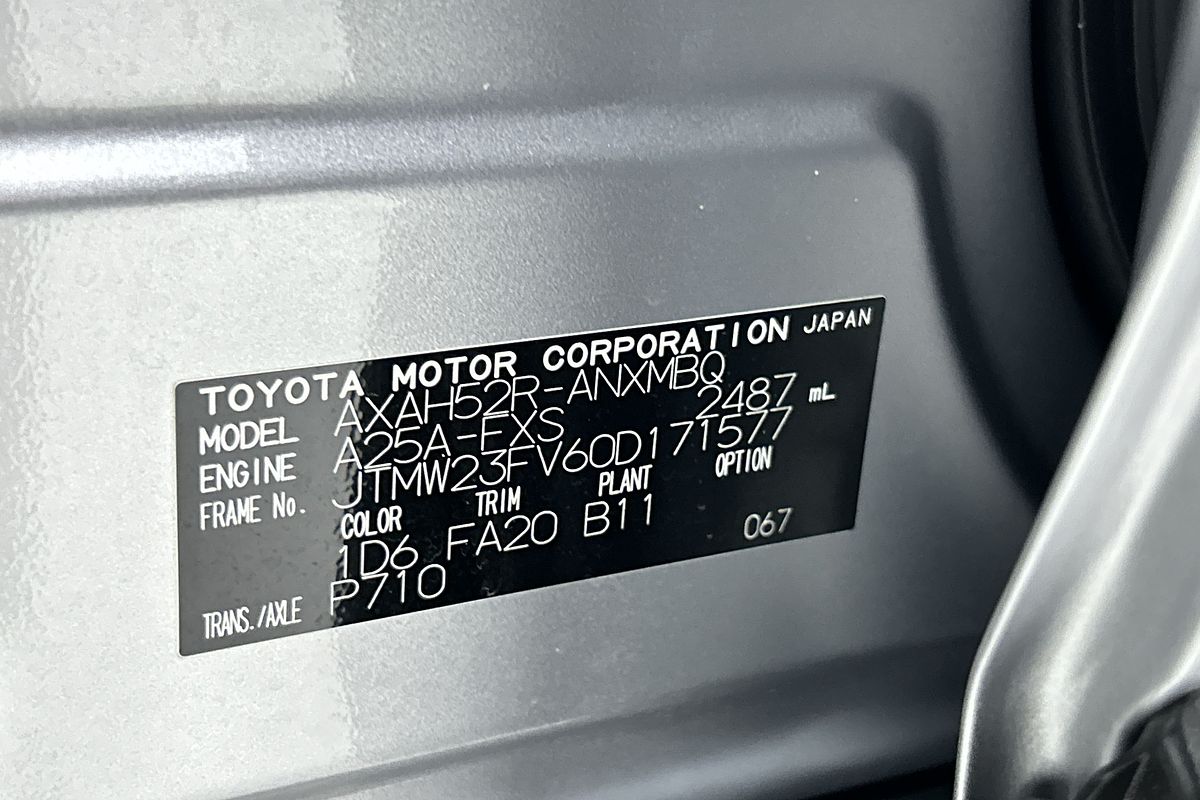 TOYOTA MOTOR CORPORATION JAPAN
MODEL AXAH52R-ANXMBQ
ENGINE A25A-FXS 2487 mL
FRAME No. JTMW23FV60D171577
COLOR TRIM PLANT OPTION
1D6 FA20 B11 067
TRANS./AXLE P710